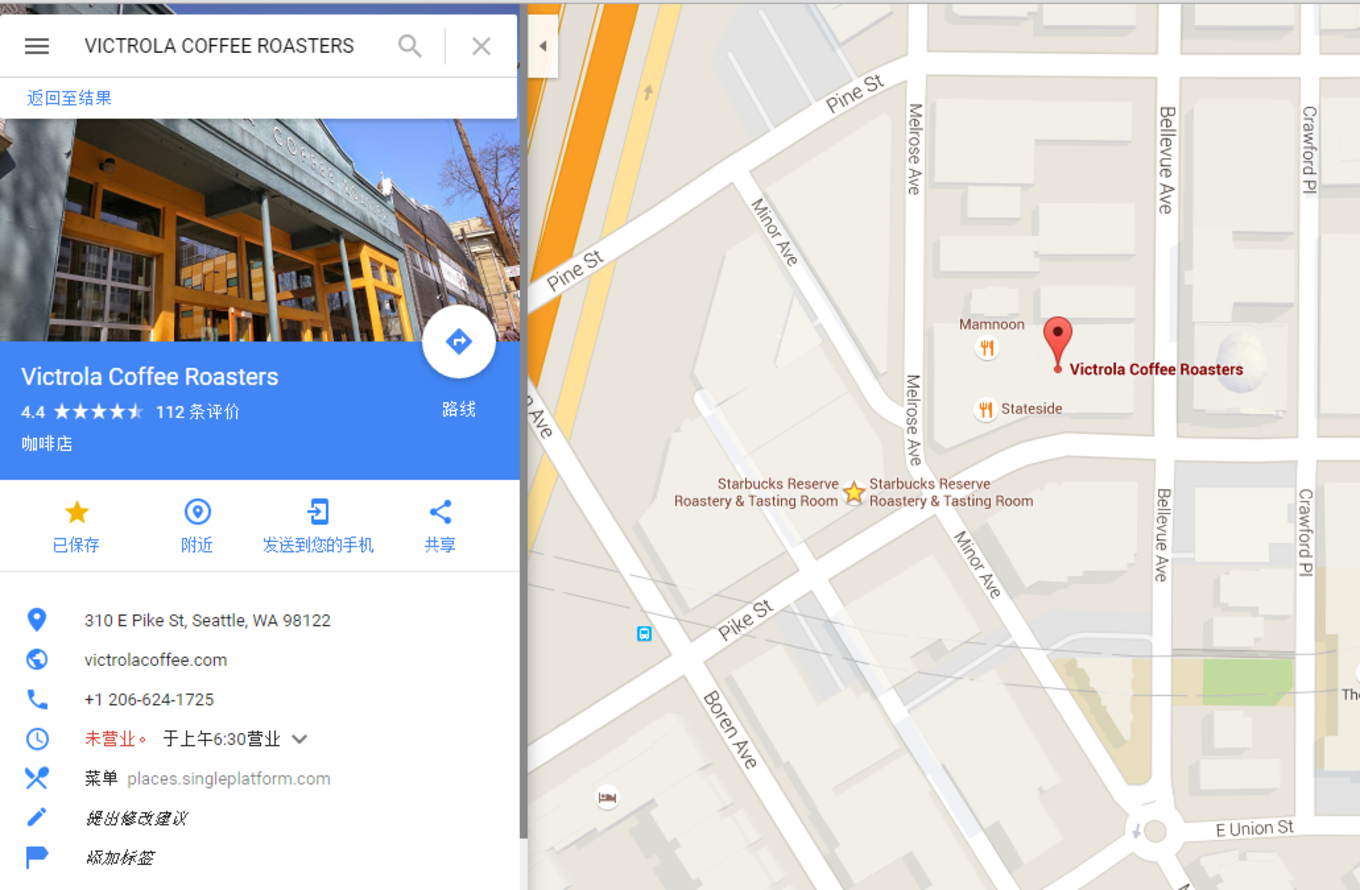 VICTROLA COFFEE ROASTERS
返回至结果
COFFEE ROASTERS
Victrola Coffee Roasters
4.4 112 条评价
咖啡店
路线
已保存
附近
发送到您的手机
共享
310 E Pike St, Seattle, WA 98122
victrolacoffee.com
+1 206-624-1725
未营业。 于上午6:30营业
菜单 places.singleplatform.com
提出修改建议
添加标签
Pine St
Melrose Ave
Bellevue Ave
Crawford Pl
Minor Ave
Pine St
Mamnoon
Victrola Coffee Roasters
Stateside
Melrose Ave
n Ave
Starbucks Reserve
Roastery & Tasting Room
Starbucks Reserve
Roastery & Tasting Room
Bellevue Ave
Crawford Pl
Minor Ave
Pike St
Boren Ave
The
E Union St